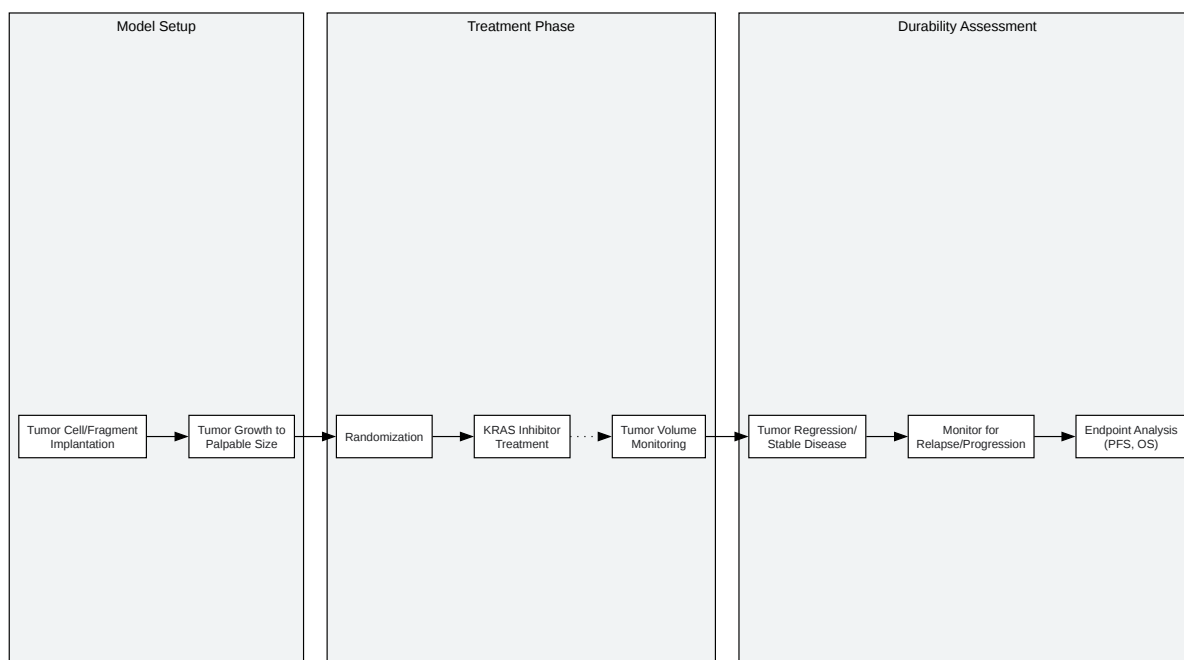 Model Setup
Treatment Phase
Durability Assessment
Tumor Cell/Fragment
Implantation
Tumor Growth to
Palpable Size
Randomization
KRAS Inhibitor
Treatment
Tumor Volume
Monitoring
Tumor Regression/
Stable Disease
Monitor for
Relapse/Progression
Endpoint Analysis
(PFS, OS)